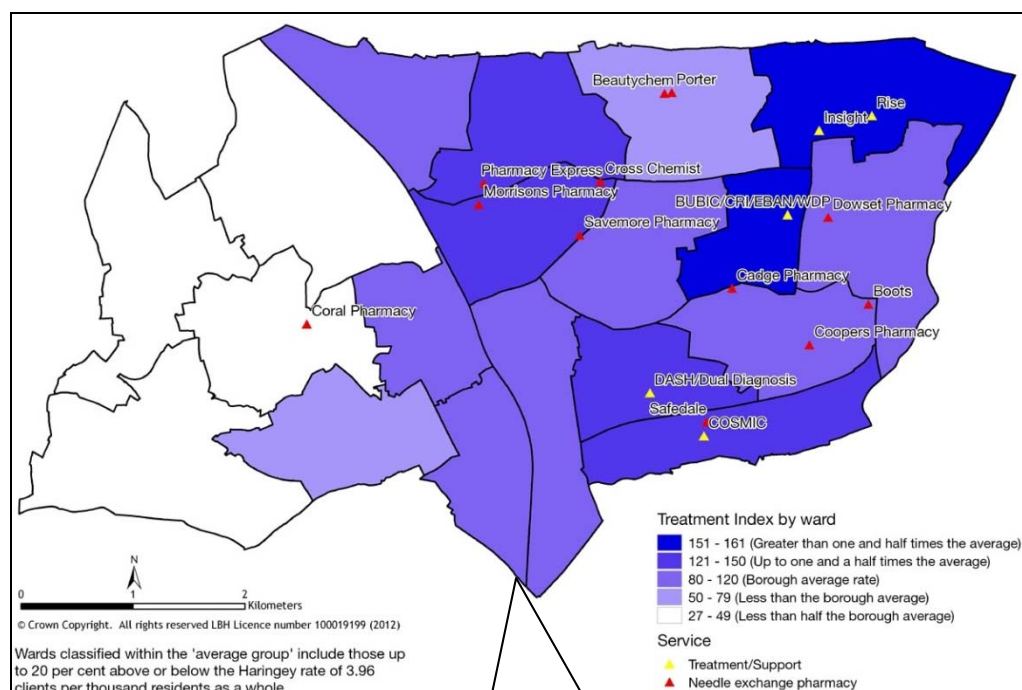 Beautychem Porter
Rise
Insight
Pharmacy Express Cross Chemist
Morrisons Pharmacy
BUBIC/CRI/EBAN/WDP
Dowset Pharmacy
Savemore Pharmacy
Cadge Pharmacy
Boots
Coral Pharmacy
Coopers Pharmacy
DASH/Dual Diagnosis
Safedale
COSMIC
Treatment Index by ward
151 - 161 (Greater than one and half times the average)
121 - 150 (Up to one and a half times the average)
80 - 120 (Borough average rate)
50 - 79 (Less than the borough average)
27 - 49 (Less than half the borough average)
Service
Treatment/Support
Needle exchange pharmacy
N
0 1 2
Kilometers
© Crown Copyright. All rights reserved LBH Licence number 100019199 (2012)
Wards classified within the 'average group' include those up
to 20 per cent above or below the Haringey rate of 3.96
clients per thousand residents as a whole